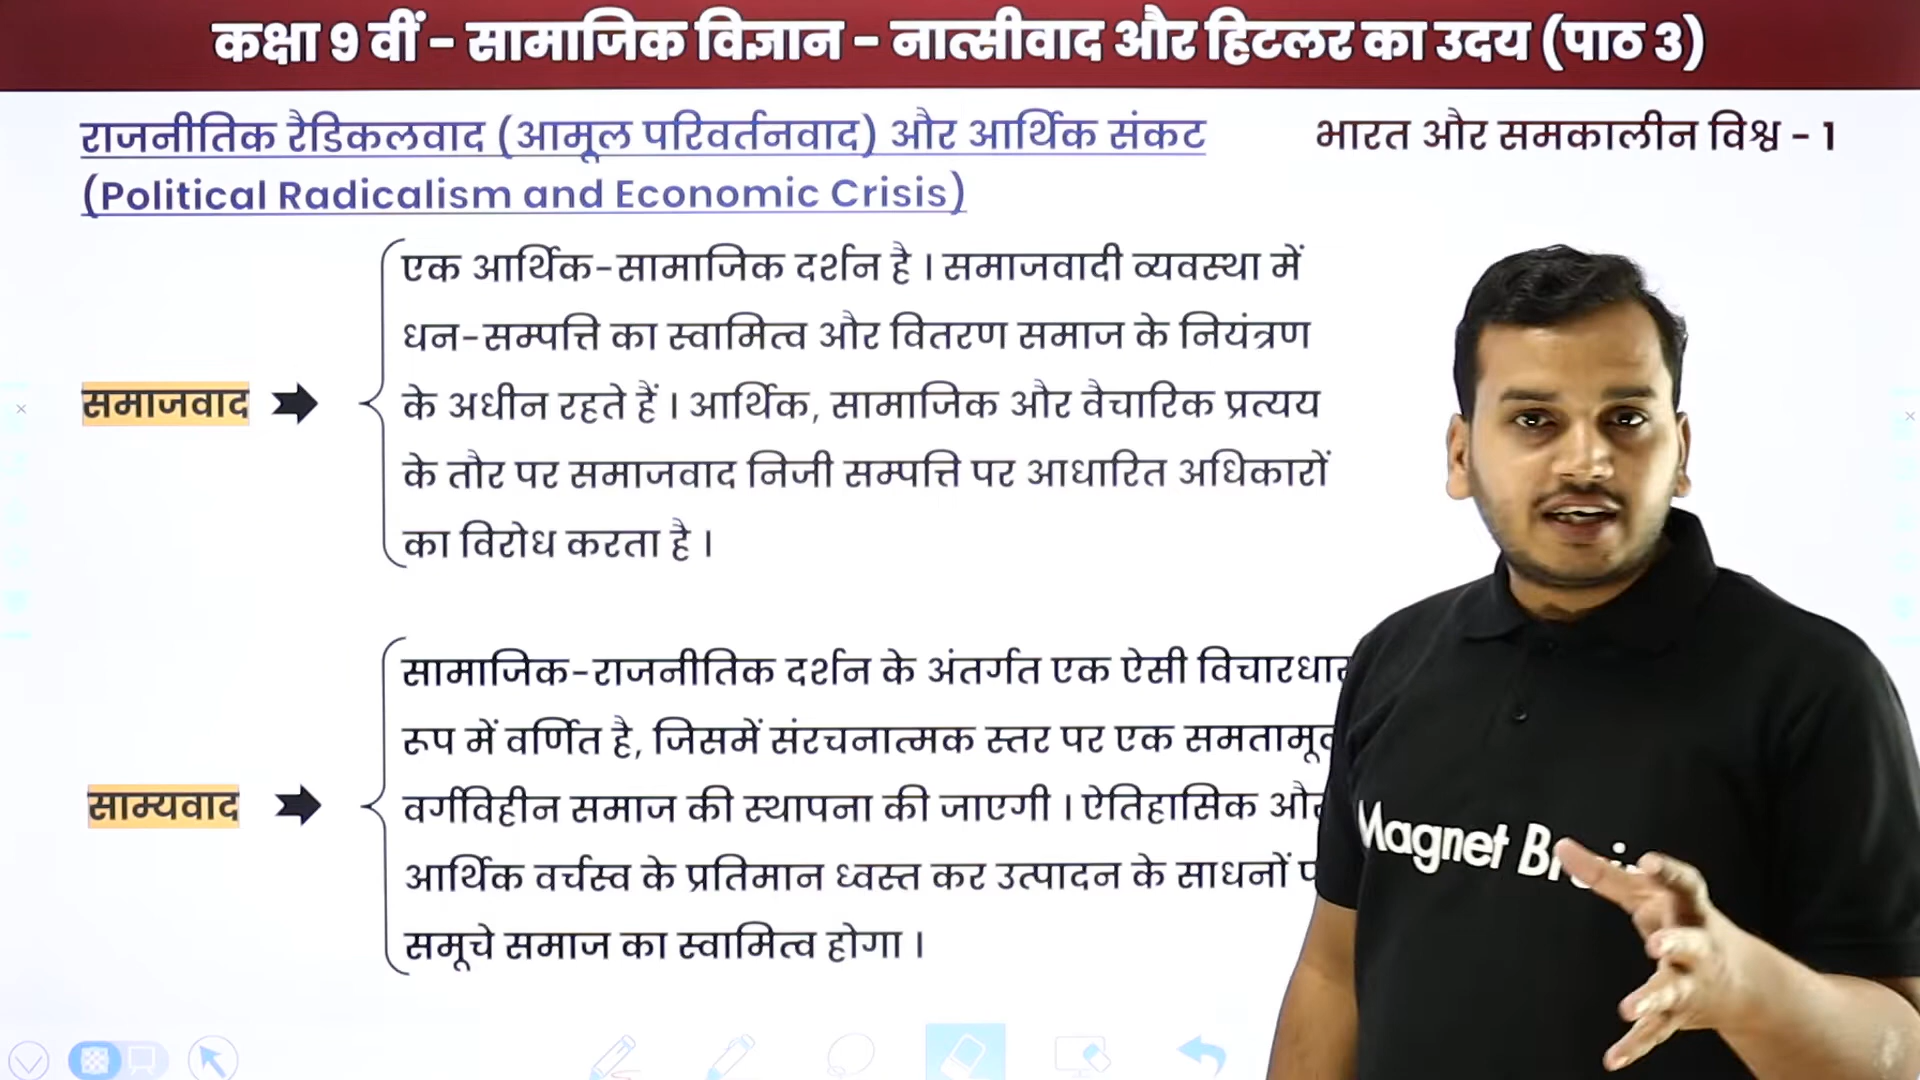 कक्षा 9 वीं - सामाजिक विज्ञान - नात्सीवाद और हिटलर का उदय (पाठ 3)
राजनीतिक रैडिकलवाद (आमूल परिवर्तनवाद) और आर्थिक संकट
भारत और समकालीन विश्व - 1
(Political Radicalism and Economic Crisis)
एक आर्थिक-सामाजिक दर्शन है । समाजवादी व्यवस्था में
धन-सम्पत्ति का स्वामित्व और वितरण समाज के नियंत्रण
समाजवाद
के अधीन रहते हैं । आर्थिक, सामाजिक और वैचारिक प्रत्यय
के तौर पर समाजवाद निजी सम्पत्ति पर आधारित अधिकारों
का विरोध करता है ।
सामाजिक-राजनीतिक दर्शन के अंतर्गत एक ऐसी
रूप में वर्णित है, जिसमें संरचनात्मक स्तर पर एक
साम्यवाद
वर्गविहीन समाज की स्थापना की जाएगी । ऐतिहासिक
आर्थिक वर्चस्व के प्रतिमान ध्वस्त कर उत्पादन के साधनों
समूचे समाज का स्वामित्व होगा ।
Magnet